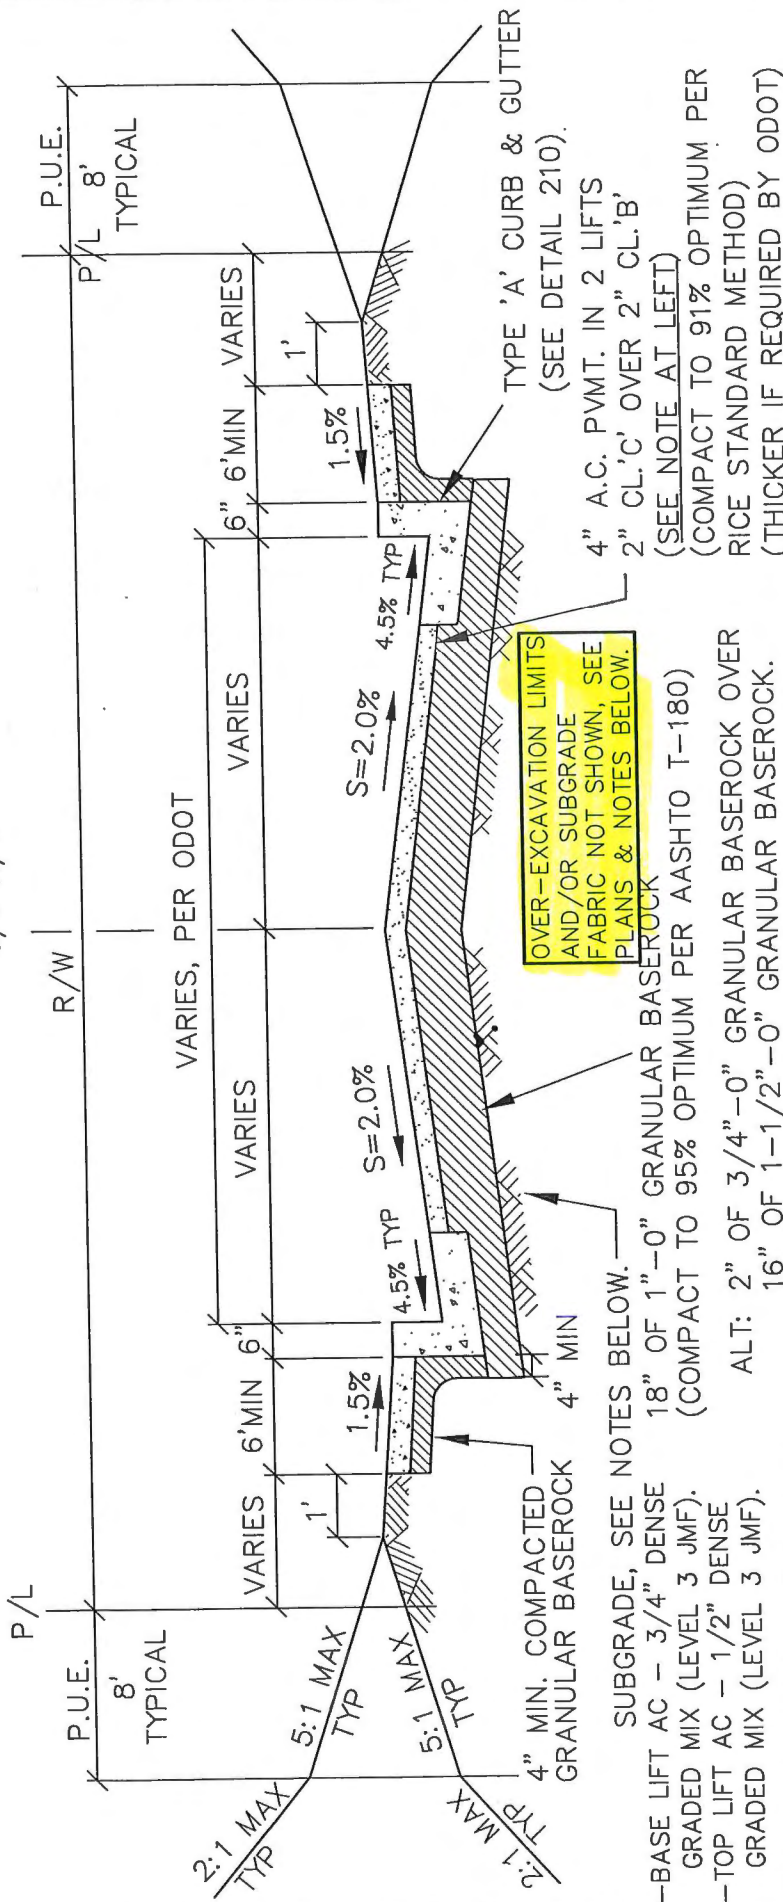 R/W
P/L
P/L
P.U.E.
8'
TYPICAL
P.U.E.
8'
TYPICAL
VARIES, PER ODOT
VARIES
6'MIN
6"
VARIES
VARIES
6"
6'MIN
VARIES
1'
1'
2:1 MAX
TYP
5:1 MAX
TYP
5:1 MAX
TYP
2:1 MAX
TYP
1.5%
4.5% TYP
S=2.0%
S=2.0%
4.5% TYP
1.5%
4" MIN
4" MIN. COMPACTED
GRANULAR BASEROCK
SUBGRADE, SEE NOTES BELOW.
—BASE LIFT AC – 3/4" DENSE
GRADED MIX (LEVEL 3 JMF).
—TOP LIFT AC – 1/2" DENSE
GRADED MIX (LEVEL 3 JMF).
18" OF 1"–0" GRANULAR BASEROCK
(COMPACT TO 95% OPTIMUM PER AASHTO T–180)
ALT: 2" OF 3/4"–0" GRANULAR BASEROCK OVER
16" OF 1–1/2"–0" GRANULAR BASEROCK.
OVER–EXCAVATION LIMITS
AND/OR SUBGRADE
FABRIC NOT SHOWN, SEE
PLANS & NOTES BELOW.
TYPE 'A' CURB & GUTTER
(SEE DETAIL 210).
4" A.C. PVMT. IN 2 LIFTS
2" CL.'C' OVER 2" CL.'B'
(SEE NOTE AT LEFT)
(COMPACT TO 91% OPTIMUM PER
RICE STANDARD METHOD)
(THICKER IF REQUIRED BY ODOT)